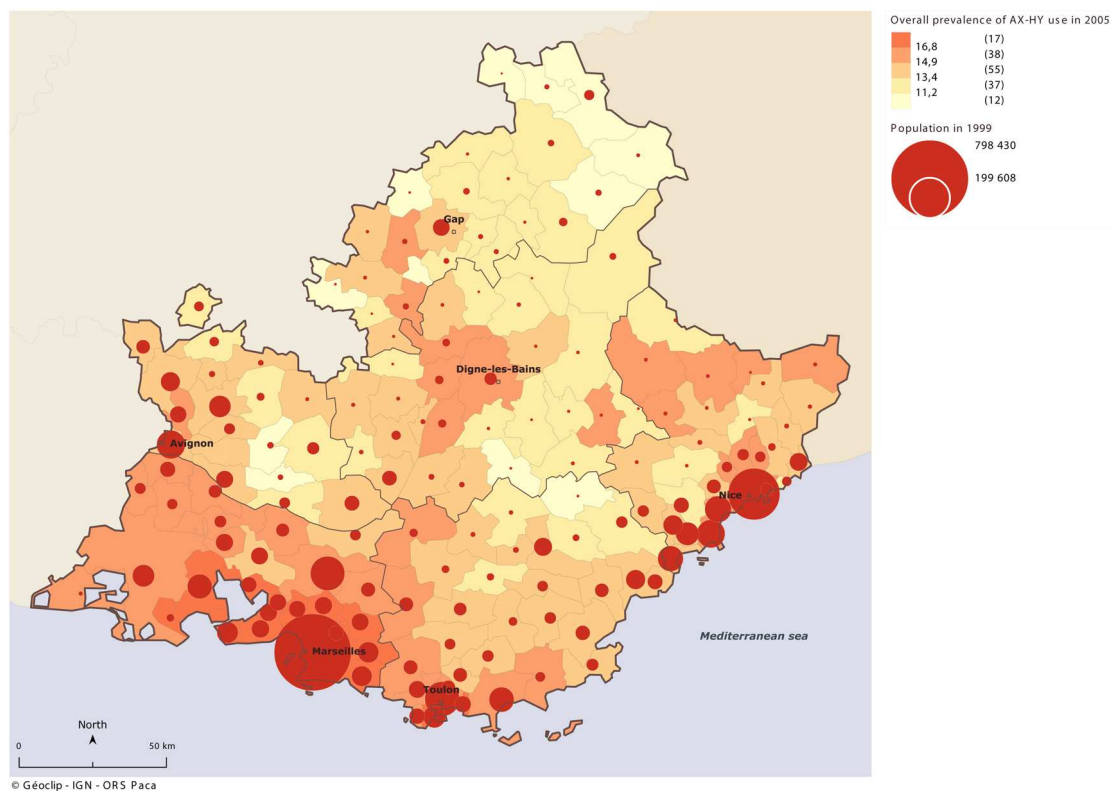 Overall prevalence of AX-HY use in 2005
16,8 (17)
14,9 (38)
13,4 (55)
11,2 (37)
(12)
Population in 1999
798 430
199 608
Gap
Digne-les-Bains
Avignon
Nice
Mediterranean sea
Marseilles
Toulon
North
0 50 km
© Géoclip - IGN - ORS Paca